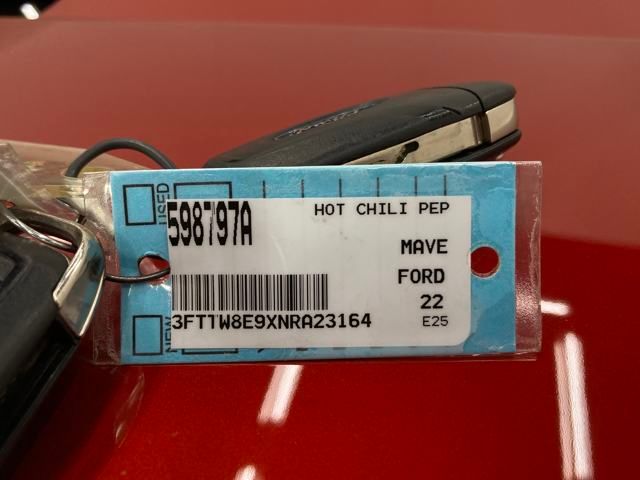 598797A
HOT CHILI PEP
MAVE
FORD
22
E25
3FTTW8E9XNRA23164
USED
NEW